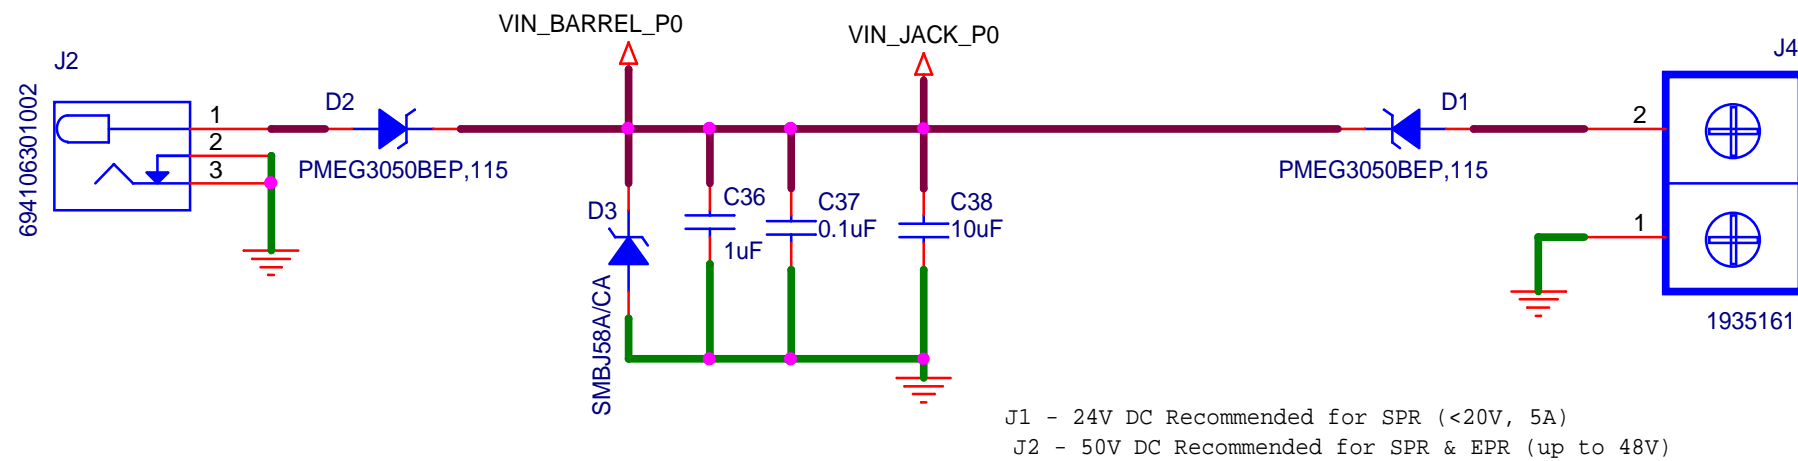 VIN_BARREL_P0
VIN_JACK_P0
J2
J4
694106301002
1
2
3
D2
PMEG3050BEP,115
D1
PMEG3050BEP,115
2
1
D3
SMBJ58A/CA
C36
1uF
C37
0.1uF
C38
10uF
1935161
J1 - 24V DC Recommended for SPR (<20V, 5A)
J2 - 50V DC Recommended for SPR & EPR (up to 48V)